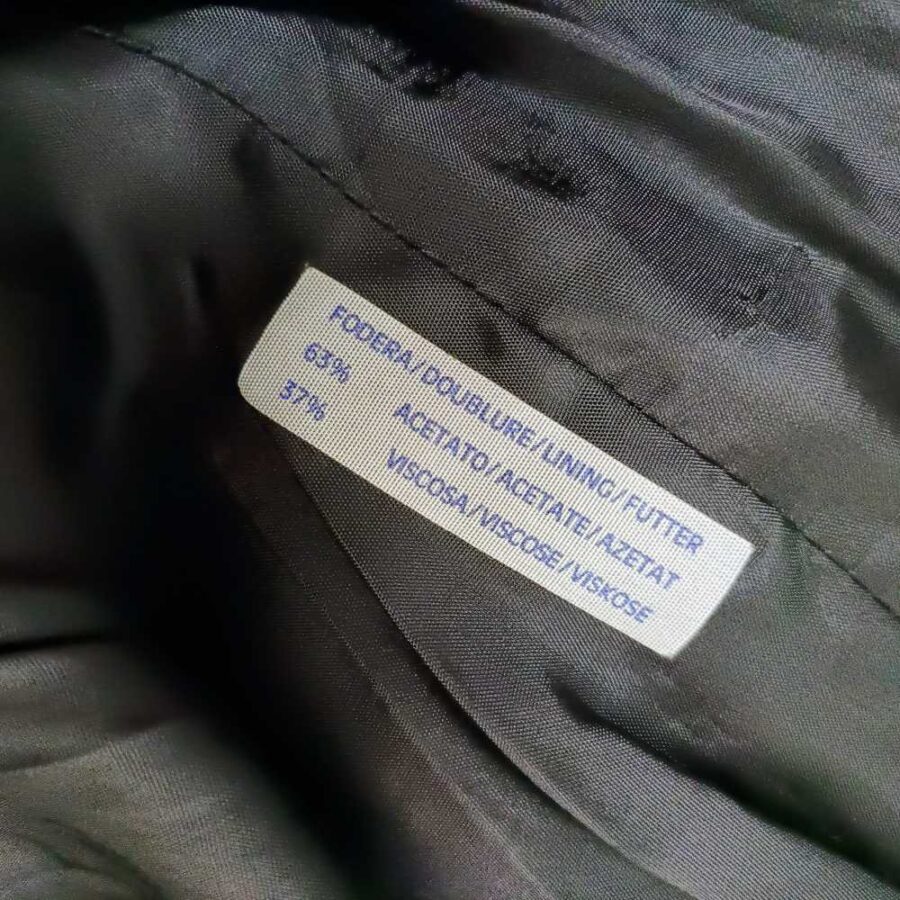 FODERA/DOUBLURE/LINING/FUTTER
63% ACETATO/ACETATE/AZETAT
37% VISCOSA/VISCOSE/VISKOSE